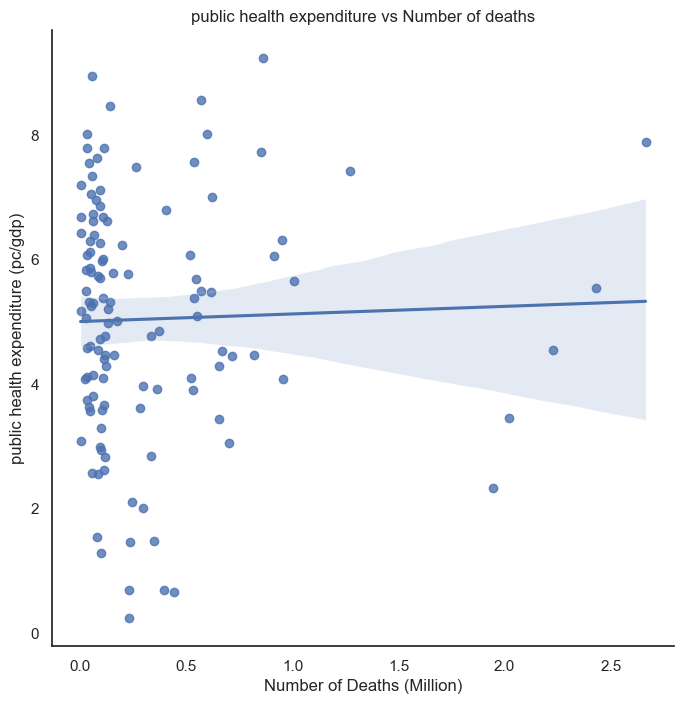 public health expenditure vs Number of deaths
public health expenditure (pc/gdp)
8
6
4
2
0
0.0 0.5 1.0 1.5 2.0 2.5
Number of Deaths (Million)